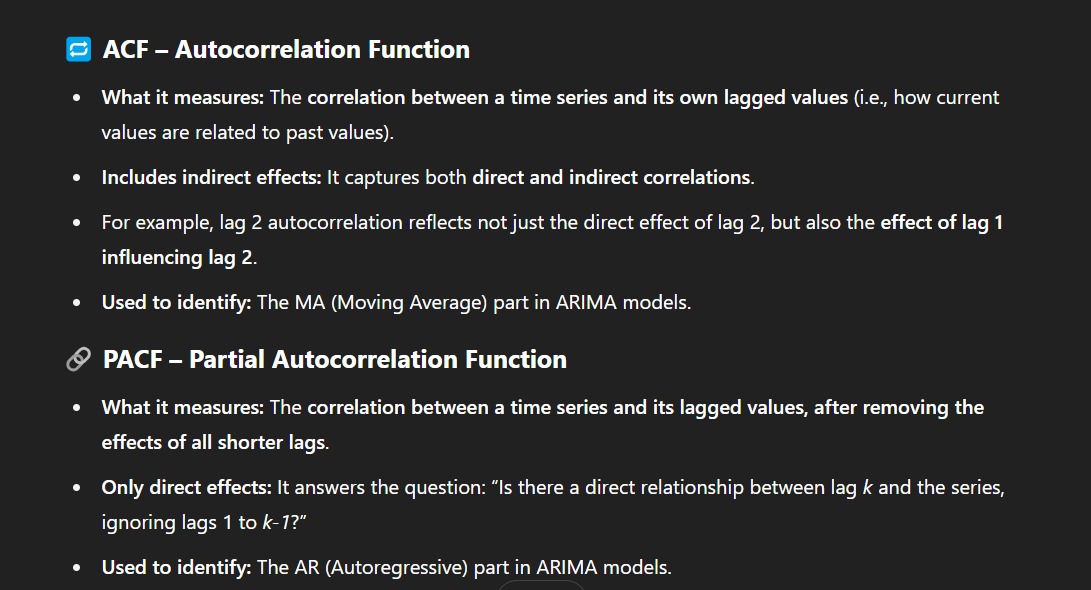 ACF – Autocorrelation Function
• What it measures: The correlation between a time series and its own lagged values (i.e., how current
values are related to past values).
• Includes indirect effects: It captures both direct and indirect correlations.
• For example, lag 2 autocorrelation reflects not just the direct effect of lag 2, but also the effect of lag 1
influencing lag 2.
• Used to identify: The MA (Moving Average) part in ARIMA models.
PACF – Partial Autocorrelation Function
• What it measures: The correlation between a time series and its lagged values, after removing the
effects of all shorter lags.
• Only direct effects: It answers the question: “Is there a direct relationship between lag k and the series,
ignoring lags 1 to k-1?”
• Used to identify: The AR (Autoregressive) part in ARIMA models.